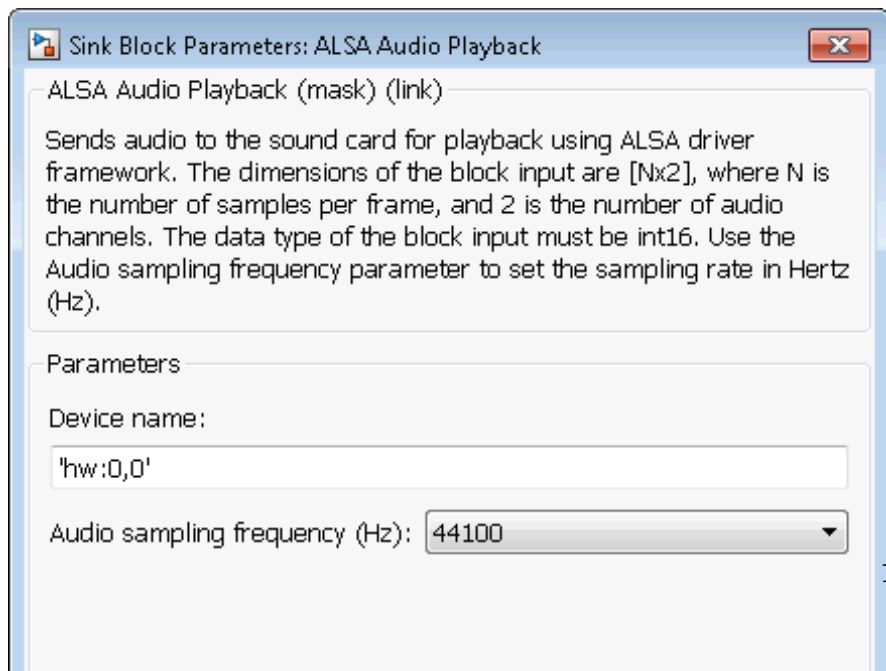 Sink Block Parameters: ALSA Audio Playback
ALSA Audio Playback (mask) (link)
Sends audio to the sound card for playback using ALSA driver
framework. The dimensions of the block input are [Nx2], where N is
the number of samples per frame, and 2 is the number of audio
channels. The data type of the block input must be int16. Use the
Audio sampling frequency parameter to set the sampling rate in Hertz
(Hz).
Parameters
Device name:
'hw:0,0'
Audio sampling frequency (Hz): 44100